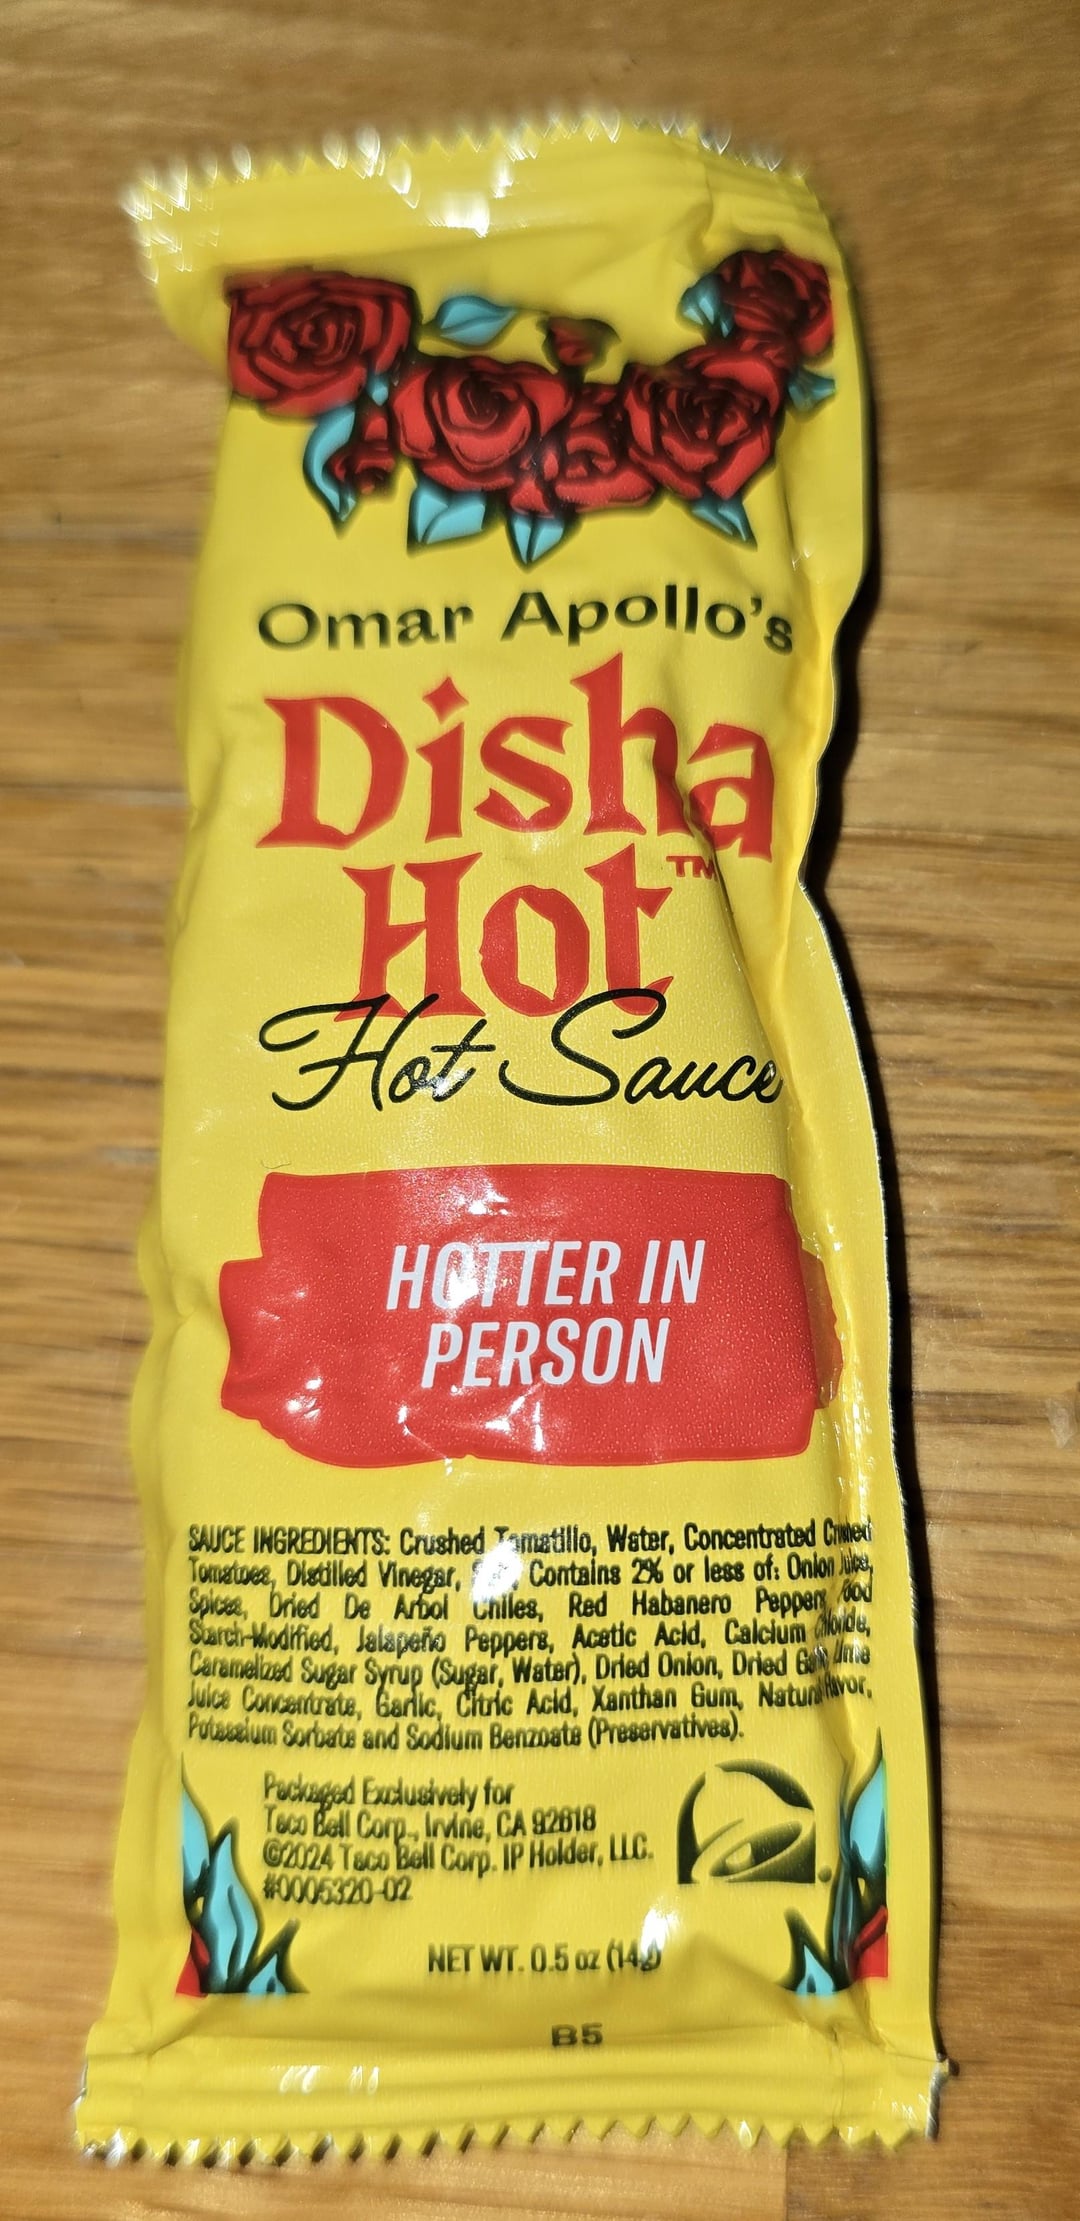 Omar Apollo's
Disha
Hot™
Hot Sauce
HOTTER IN
PERSON
SAUCE INGREDIENTS: Crushed Tomatillo, Water, Concentrated Crushed
Tomatoes, Distilled Vinegar, Contains 2% or less of: Onion Juice,
Spices, Dried De Arbol Chiles, Red Habanero Peppers, Food
Starch-Modified, Jalapeño Peppers, Acetic Acid, Calcium Chloride,
Caramelized Sugar Syrup (Sugar, Water), Dried Onion, Dried Garlic, Lime
Juice Concentrate, Garlic, Citric Acid, Xanthan Gum, Natural Flavor,
Potassium Sorbate and Sodium Benzoate (Preservatives).
Packaged Exclusively for
Taco Bell Corp., Irvine, CA 92618
©2024 Taco Bell Corp. IP Holder, LLC.
#0005320-02
NET WT. 0.5 oz (14g)
B5